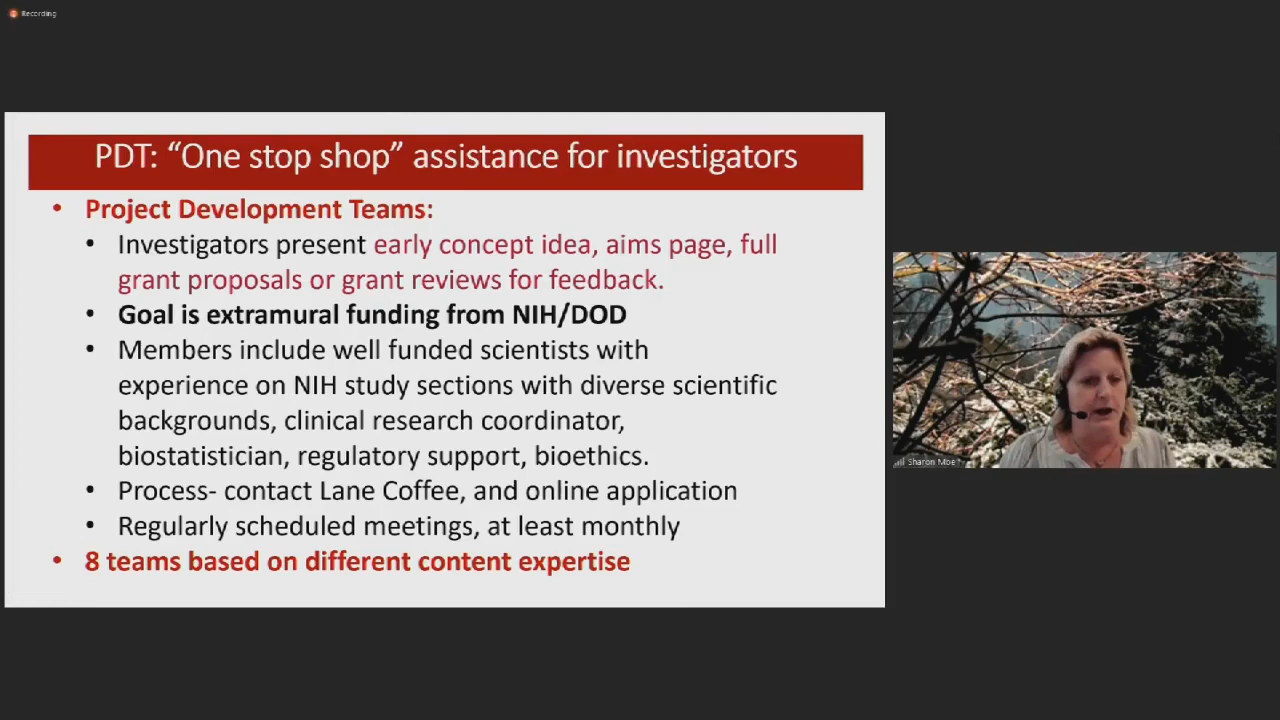 Recording
PDT: “One stop shop” assistance for investigators
• Project Development Teams:
• Investigators present early concept idea, aims page, full
grant proposals or grant reviews for feedback.
• Goal is extramural funding from NIH/DOD
• Members include well funded scientists with
experience on NIH study sections with diverse scientific
backgrounds, clinical research coordinator,
biostatistician, regulatory support, bioethics.
• Process- contact Lane Coffee, and online application
• Regularly scheduled meetings, at least monthly
• 8 teams based on different content expertise
Sharon Moe